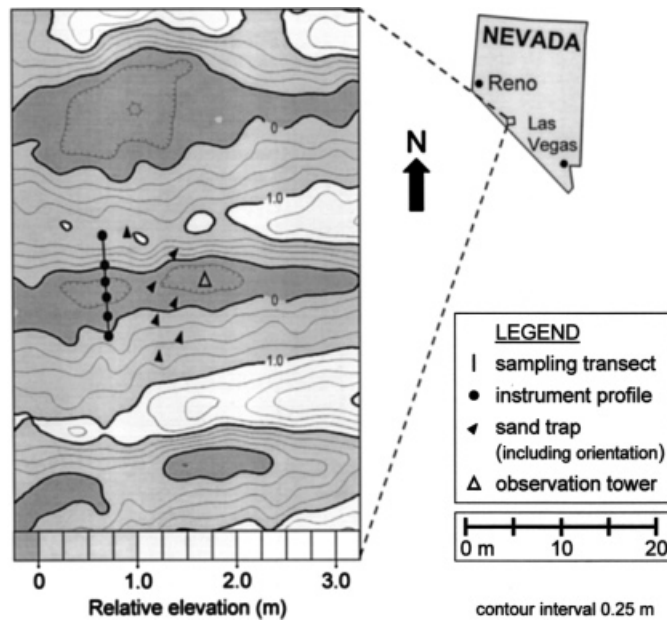 NEVADA
Reno
Las
Vegas
N
0
1.0
0
1.0
LEGEND
sampling transect
instrument profile
sand trap
(including orientation)
observation tower
0 m 10 20
0 1.0 2.0 3.0
Relative elevation (m)
contour interval 0.25 m